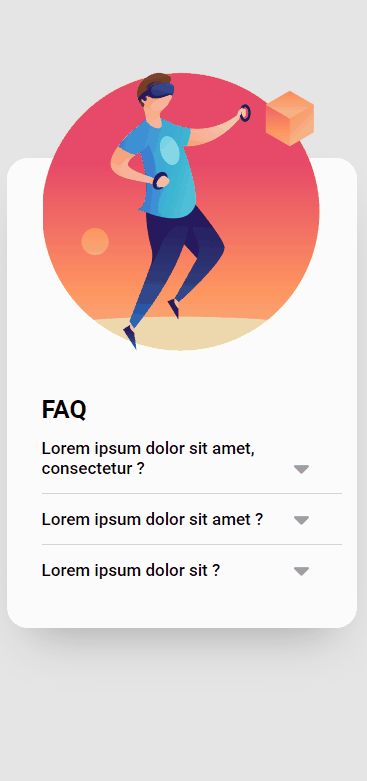 FAQ
Lorem ipsum dolor sit amet,
consectetur ?
Lorem ipsum dolor sit amet ?
Lorem ipsum dolor sit ?